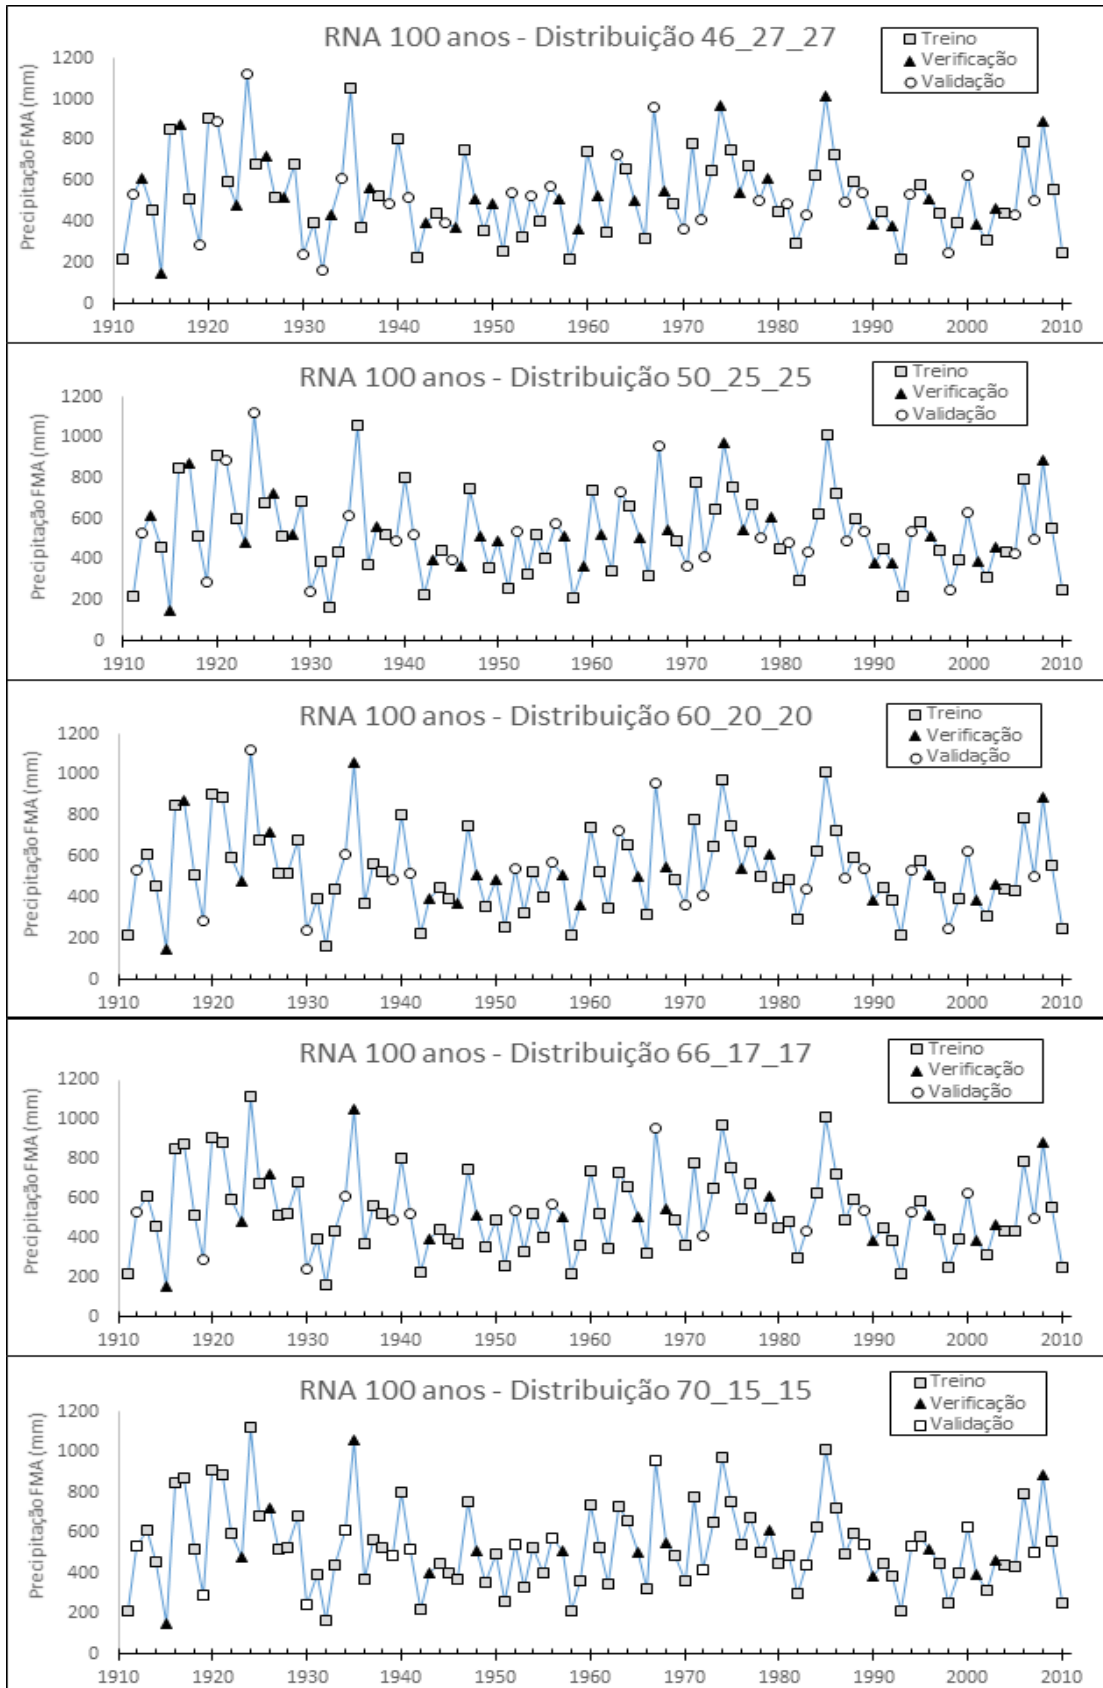 RNA 100 anos - Distribuição 46_27_27
Treino
Verificação
Validação
Precipitação FMA (mm)
1200
1000
800
600
400
200
0
1910 1920 1930 1940 1950 1960 1970 1980 1990 2000 2010
RNA 100 anos - Distribuição 50_25_25
Treino
Verificação
Validação
Precipitação FMA (mm)
1200
1000
800
600
400
200
0
1910 1920 1930 1940 1950 1960 1970 1980 1990 2000 2010
RNA 100 anos - Distribuição 60_20_20
Treino
Verificação
Validação
Precipitação FMA (mm)
1200
1000
800
600
400
200
0
1910 1920 1930 1940 1950 1960 1970 1980 1990 2000 2010
RNA 100 anos - Distribuição 66_17_17
Treino
Verificação
Validação
Precipitação FMA (mm)
1200
1000
800
600
400
200
0
1910 1920 1930 1940 1950 1960 1970 1980 1990 2000 2010
RNA 100 anos - Distribuição 70_15_15
Treino
Verificação
Validação
Precipitação FMA (mm)
1200
1000
800
600
400
200
0
1910 1920 1930 1940 1950 1960 1970 1980 1990 2000 2010